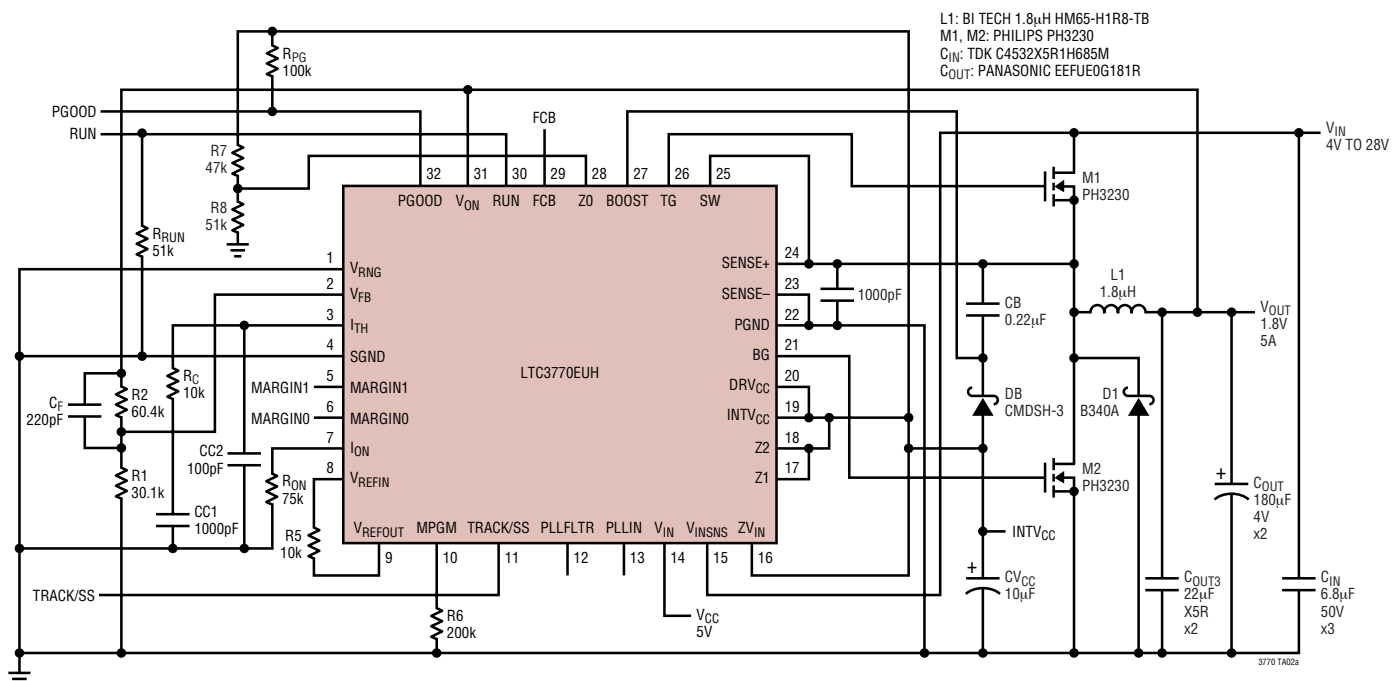 L1: BI TECH 1.8µH HM65-H1R8-TB
M1, M2: PHILIPS PH3230
CIN: TDK C4532X5R1H685M
COUT: PANASONIC EEFUE0G181R
RPG
100k
PGOOD
RUN
FCB
VIN
4V TO 28V
R7
47k
R8
51k
RRUN
51k
32
31
30
29
28
27
26
25
PGOOD
VON
RUN
FCB
Z0
BOOST
TG
SW
M1
PH3230
1
VRNG
2
VFB
3
ITH
4
SGND
5
MARGIN1
MARGIN1
6
MARGIN0
MARGIN0
7
ION
8
VREFIN
LTC3770EUH
24
SENSE+
23
SENSE–
22
PGND
21
BG
20
DRVCC
19
INTVCC
18
Z2
17
Z1
1000pF
CB
0.22µF
L1
1.8µH
VOUT
1.8V
5A
DB
CMDSH-3
D1
B340A
M2
PH3230
CF
220pF
R2
60.4k
R1
30.1k
RC
10k
CC2
100pF
CC1
1000pF
RON
75k
R5
10k
VREFOUT
MPGM
TRACK/SS
PLLFLTR
PLLIN
VIN
VINSNS
ZVIN
9
10
11
12
13
14
15
16
TRACK/SS
R6
200k
VCC
5V
INTVCC
+
CVCC
10µF
+
COUT
180µF
4V
x2
COUT3
22µF
X5R
x2
CIN
6.8µF
50V
x3
3770 TA02a